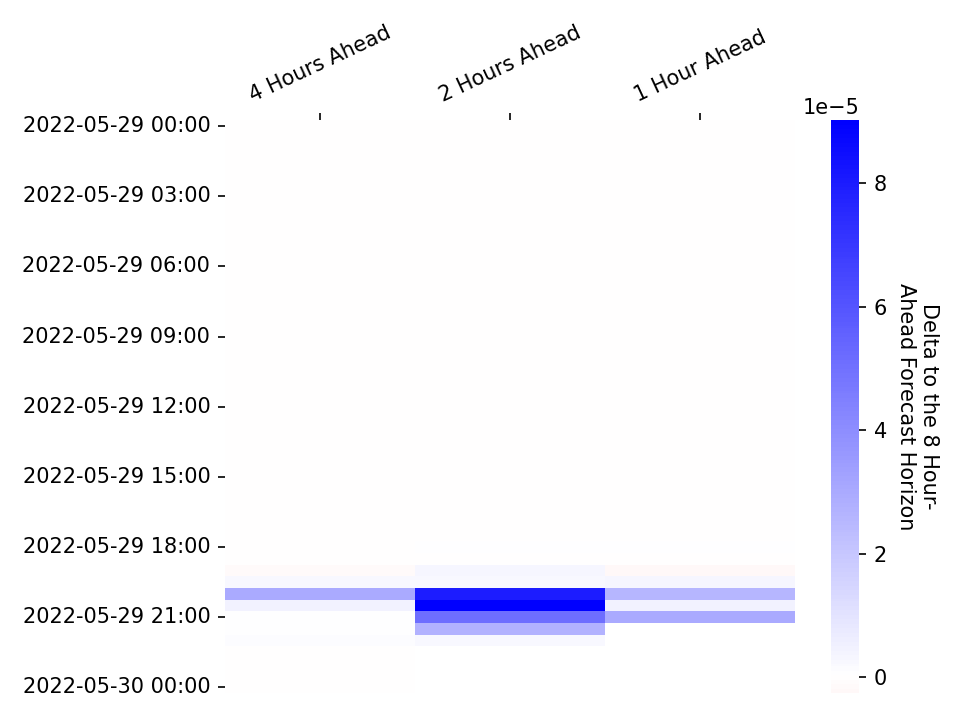 4 Hours Ahead
2 Hours Ahead
1 Hour Ahead
2022-05-29 00:00
2022-05-29 03:00
2022-05-29 06:00
2022-05-29 09:00
2022-05-29 12:00
2022-05-29 15:00
2022-05-29 18:00
2022-05-29 21:00
2022-05-30 00:00
1e−5
8
6
4
2
0
Delta to the 8 Hour-
Ahead Forecast Horizon